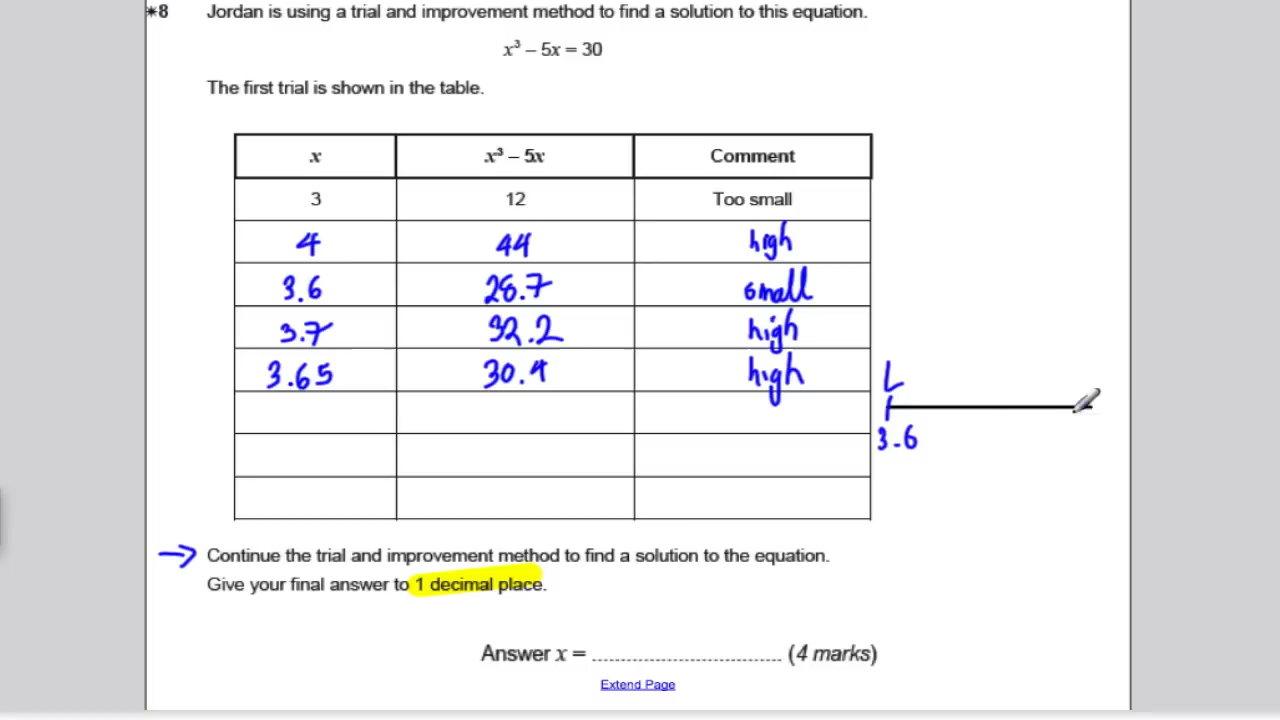 *8 Jordan is using a trial and improvement method to find a solution to this equation.
x³ – 5x = 30
The first trial is shown in the table.
x x³ – 5x Comment
3 12 Too small
4 44 high
3.6 28.7 small
3.7 32.2 high
3.65 30.4 high
L
3.6
→ Continue the trial and improvement method to find a solution to the equation.
Give your final answer to 1 decimal place.
Answer x = ................................ (4 marks)
Extend Page